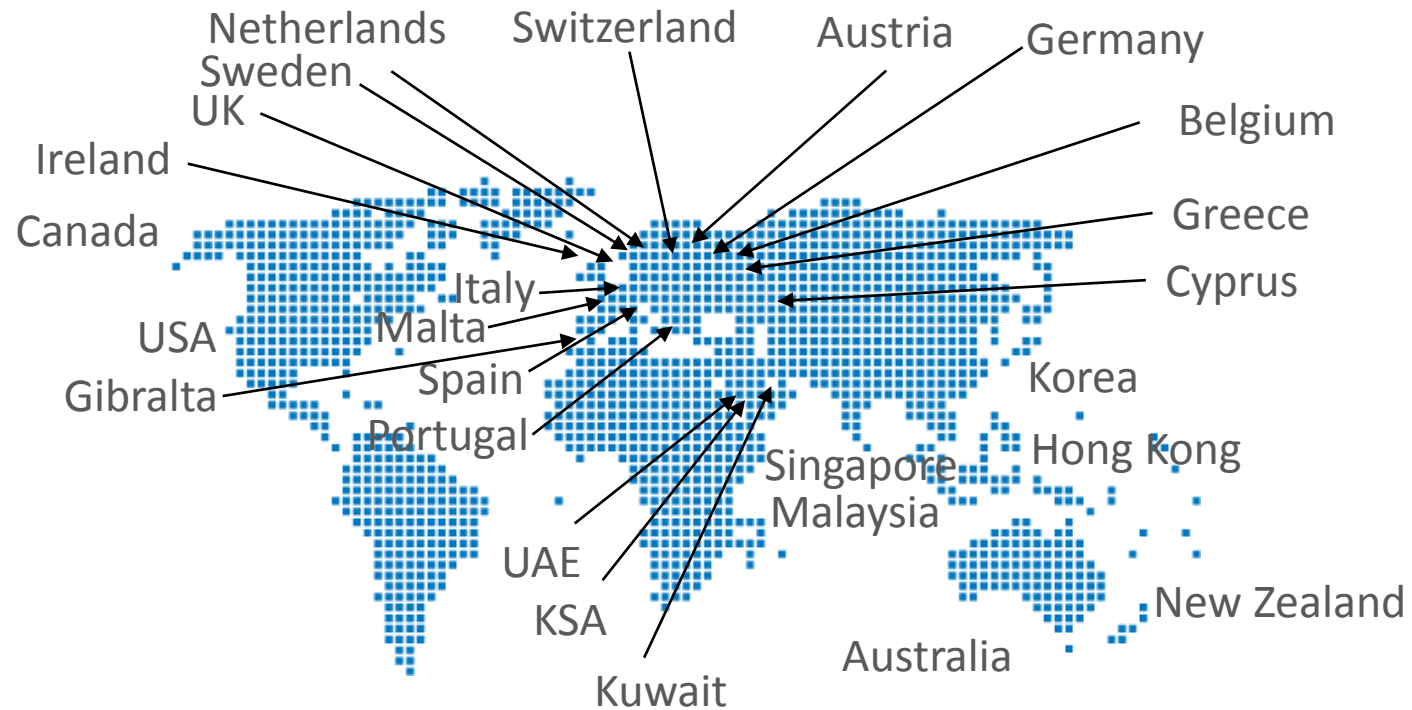 Netherlands
Switzerland
Austria
Germany
Sweden
UK
Belgium
Ireland
Greece
Canada
Cyprus
Italy
Malta
USA
Korea
Spain
Gibralta
Portugal
Hong Kong
Singapore
Malaysia
UAE
New Zealand
KSA
Australia
Kuwait